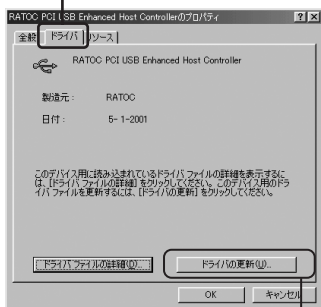 RATOC PCI USB Enhanced Host Controllerのプロパティ
全般 ドライバ リソース
RATOC PCI USB Enhanced Host Controller
製造元： RATOC
日付： 5- 1-2001
このデバイス用に読み込まれているドライバ ファイルの詳細を表示するに
は、[ドライバ ファイルの詳細] をクリックしてください。このデバイス用のドラ
イバ ファイルを更新するには、[ドライバの更新] をクリックしてください。
ドライバ ファイルの詳細(D)... ドライバの更新(U)...
OK キャンセル